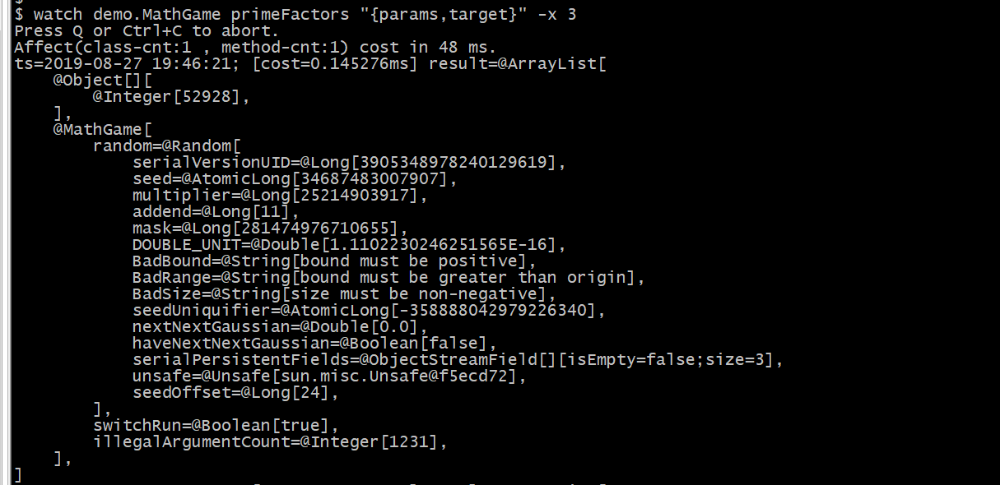 $ watch demo.MathGame primeFactors "{params,target}" -x 3
Press Q or Ctrl+C to abort.
Affect(class-cnt:1 , method-cnt:1) cost in 48 ms.
ts=2019-08-27 19:46:21; [cost=0.145276ms] result=@ArrayList[
    @Object[][
        @Integer[52928],
    ],
    @MathGame[
        random=@Random[
            serialVersionUID=@Long[3905348978240129619],
            seed=@AtomicLong[34687483007907],
            multiplier=@Long[25214903917],
            addend=@Long[11],
            mask=@Long[281474976710655],
            DOUBLE_UNIT=@Double[1.1102230246251565E-16],
            BadBound=@String[bound must be positive],
            BadRange=@String[bound must be greater than origin],
            BadSize=@String[size must be non-negative],
            seedUniquifier=@AtomicLong[-358888042979226340],
            nextNextGaussian=@Double[0.0],
            haveNextNextGaussian=@Boolean[false],
            serialPersistentFields=@ObjectStreamField[][isEmpty=false;size=3],
            unsafe=@Unsafe[sun.misc.Unsafe@f5ecd72],
            seedOffset=@Long[24],
        ],
        switchRun=@Boolean[true],
        illegalArgumentCount=@Integer[1231],
    ],
]